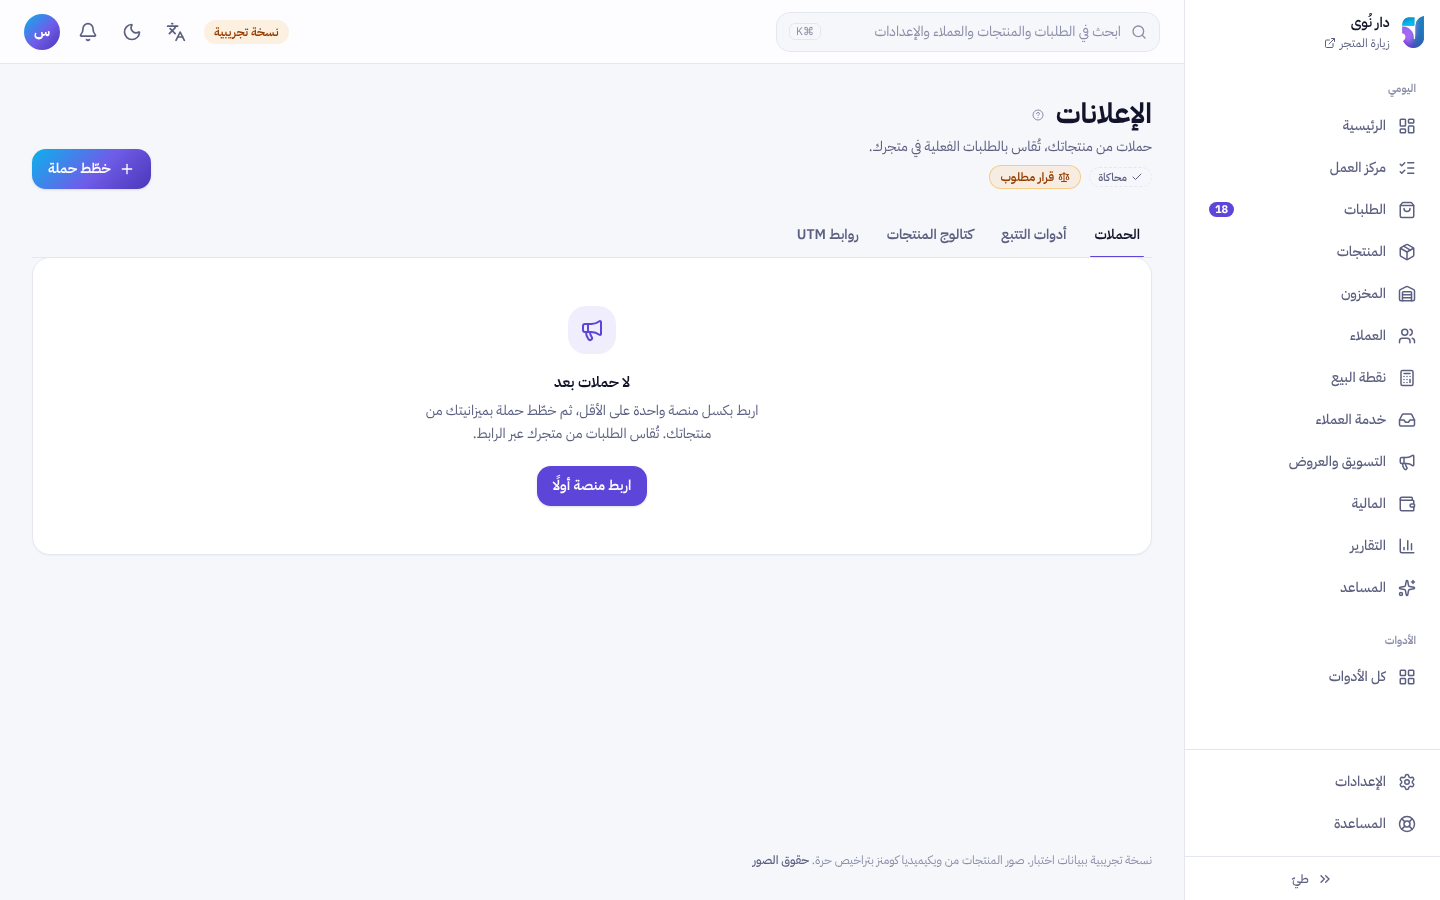 دار نُوى
زيارة المتجر
اليومي
الرئيسية
مركز العمل
الطلبات
18
المنتجات
المخزون
العملاء
نقطة البيع
خدمة العملاء
التسويق والعروض
المالية
التقارير
المساعد
الأدوات
كل الأدوات
الإعدادات
المساعدة
طيّ
ابحث في الطلبات والمنتجات والعملاء والإعدادات
⌘K
نسخة تجريبية
س
الإعلانات
حملات من منتجاتك، تُقاس بالطلبات الفعلية في متجرك.
محاكاة
قرار مطلوب
خطّط حملة
الحملات
أدوات التتبع
كتالوج المنتجات
روابط UTM
لا حملات بعد
اربط بكسل منصة واحدة على الأقل، ثم خطّط حملة بميزانيتك من
منتجاتك. تُقاس الطلبات من متجرك عبر الرابط.
اربط منصة أولًا
نسخة تجريبية ببيانات اختبار. صور المنتجات من ويكيميديا كومنز بتراخيص حرة. حقوق الصور